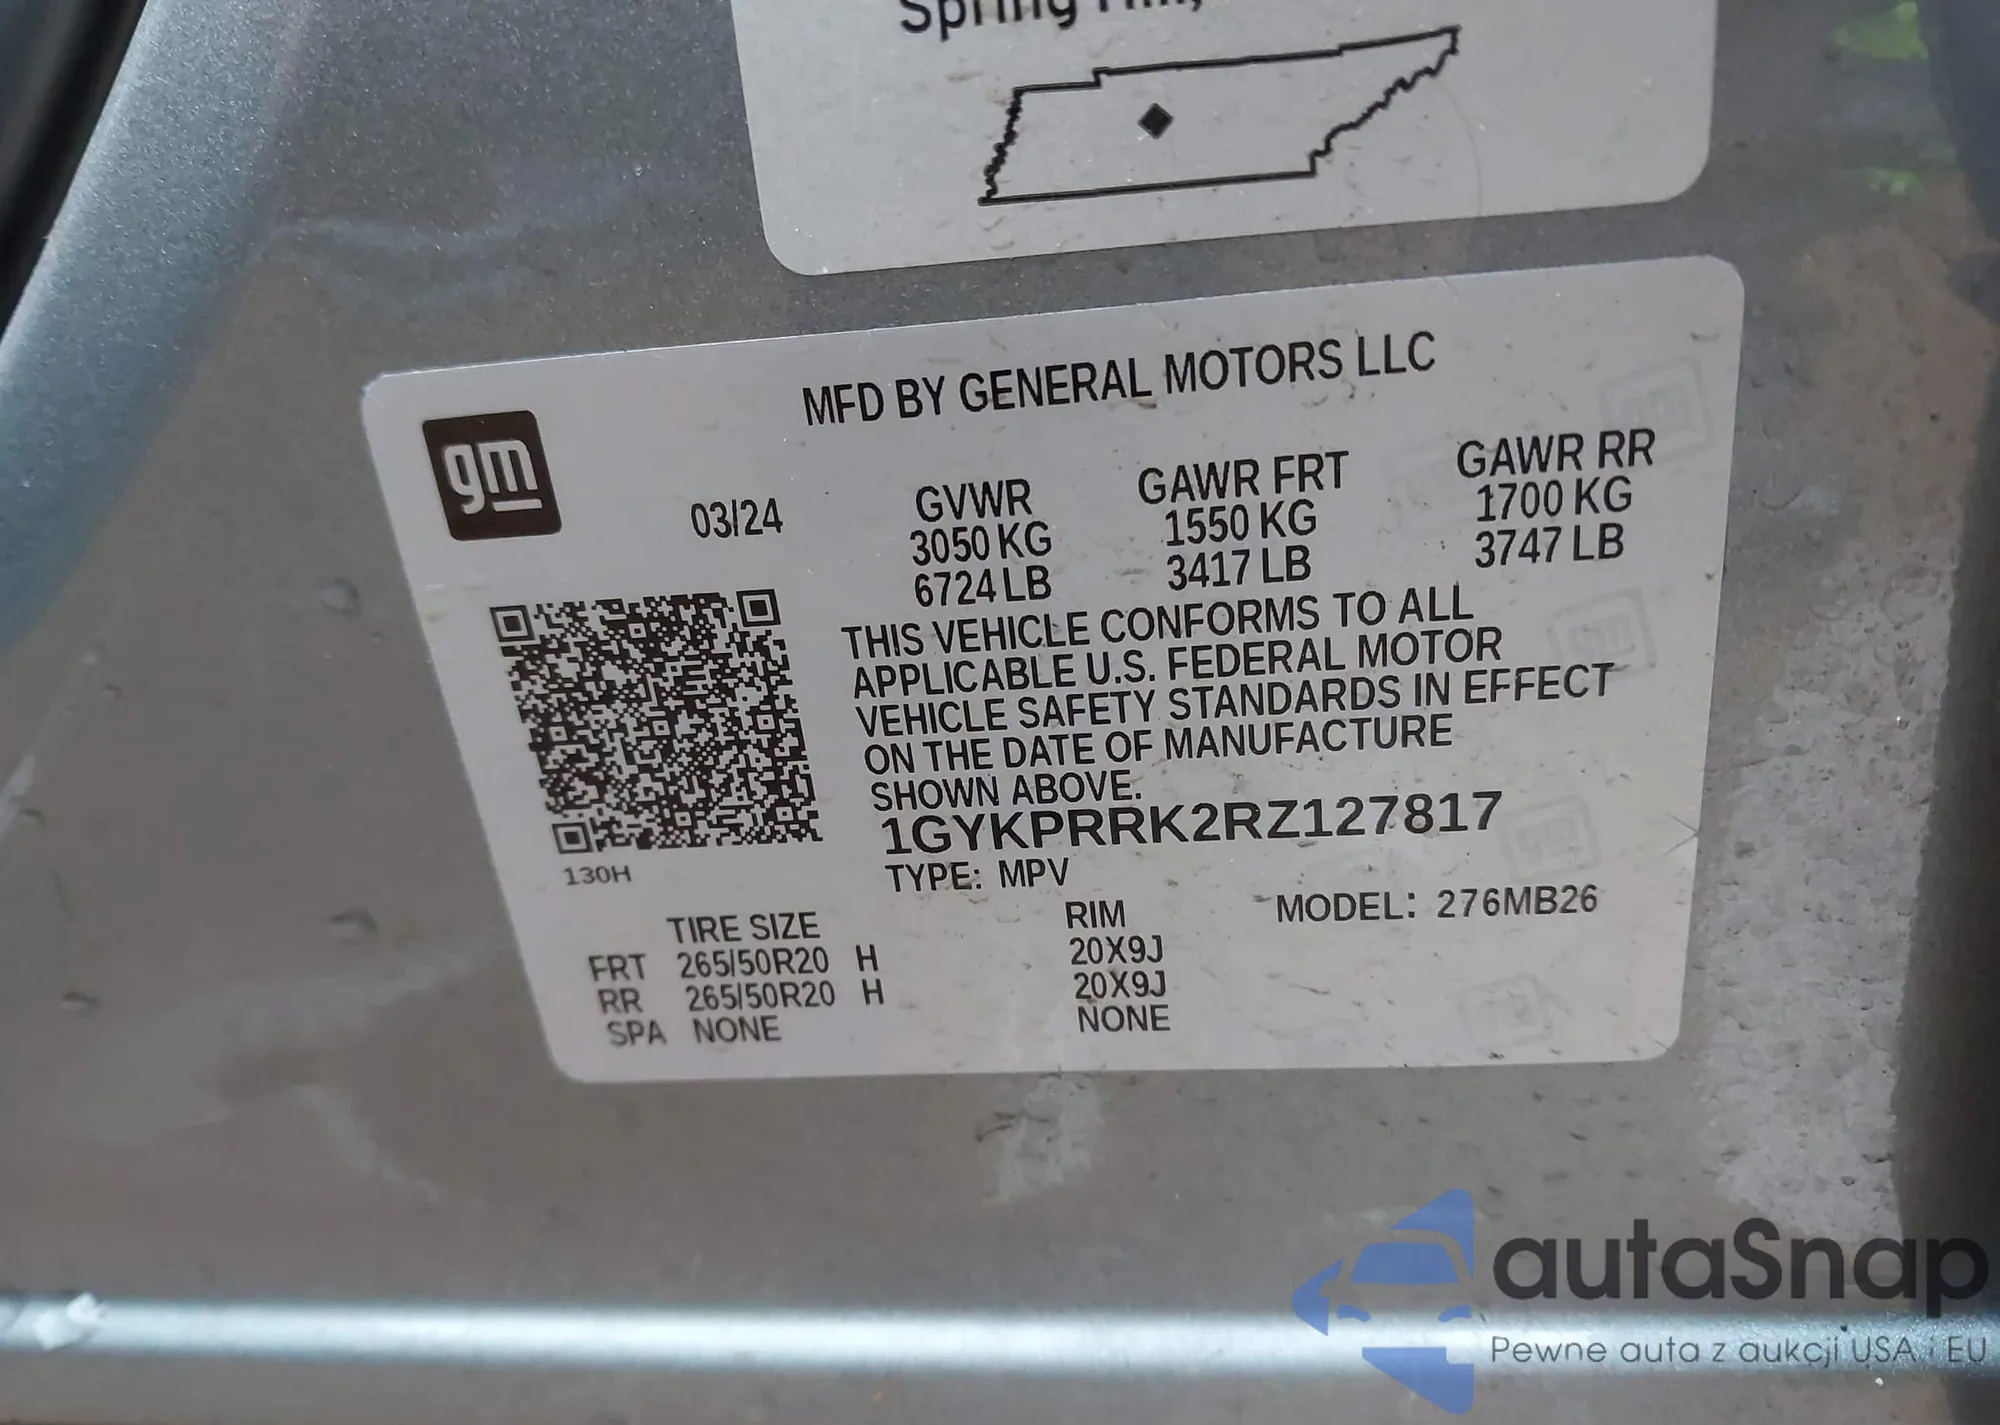 Spring Hill,
MFD BY GENERAL MOTORS LLC
gm
03/24
GVWR
3050 KG
6724 LB
GAWR FRT
1550 KG
3417 LB
GAWR RR
1700 KG
3747 LB
THIS VEHICLE CONFORMS TO ALL
APPLICABLE U.S. FEDERAL MOTOR
VEHICLE SAFETY STANDARDS IN EFFECT
ON THE DATE OF MANUFACTURE
SHOWN ABOVE.
1GYKPRRK2RZ127817
TYPE: MPV
130H
MODEL: 276MB26
TIRE SIZE RIM
FRT 265/50R20 H 20X9J
RR 265/50R20 H 20X9J
SPA NONE NONE
autaSnap
Pewne auta z aukcji USA i EU